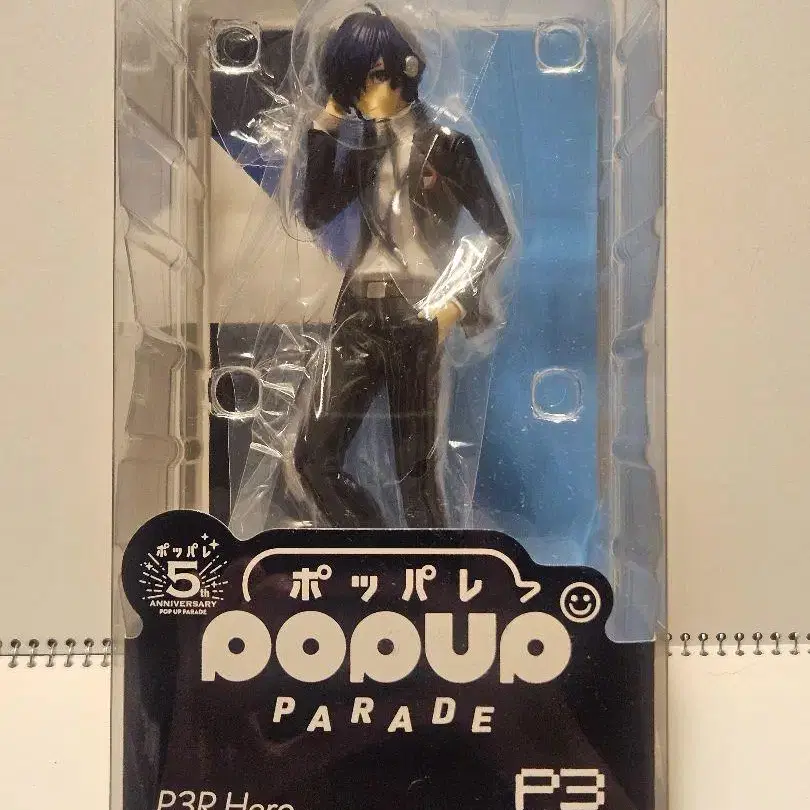 ポッパレ
5th
ANNIVERSARY
POP UP PARADE
ポッパレ
POPUP
PARADE
P3R Hero
P3